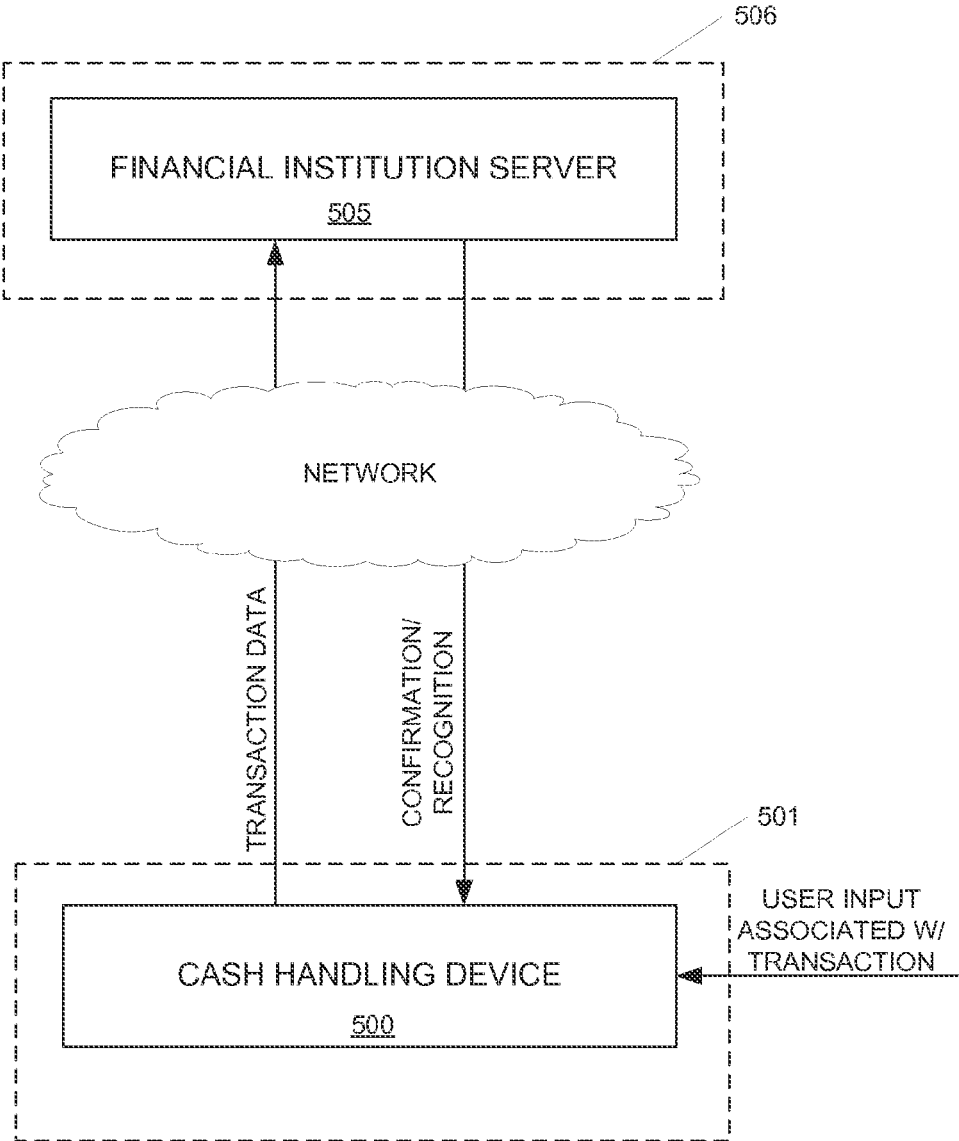 506
FINANCIAL INSTITUTION SERVER
505
NETWORK
TRANSACTION DATA
CONFIRMATION/
RECOGNITION
501
USER INPUT
ASSOCIATED W/
TRANSACTION
CASH HANDLING DEVICE
500